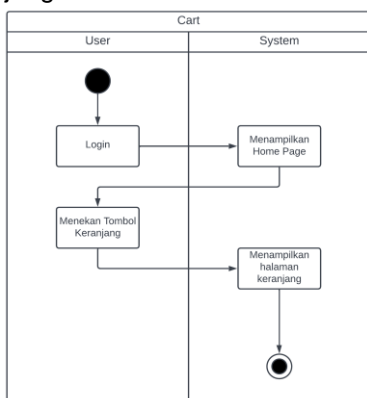 Cart
User
System
Login
Menampilkan
Home Page
Menekan Tombol
Keranjang
Menampilkan
halaman
keranjang